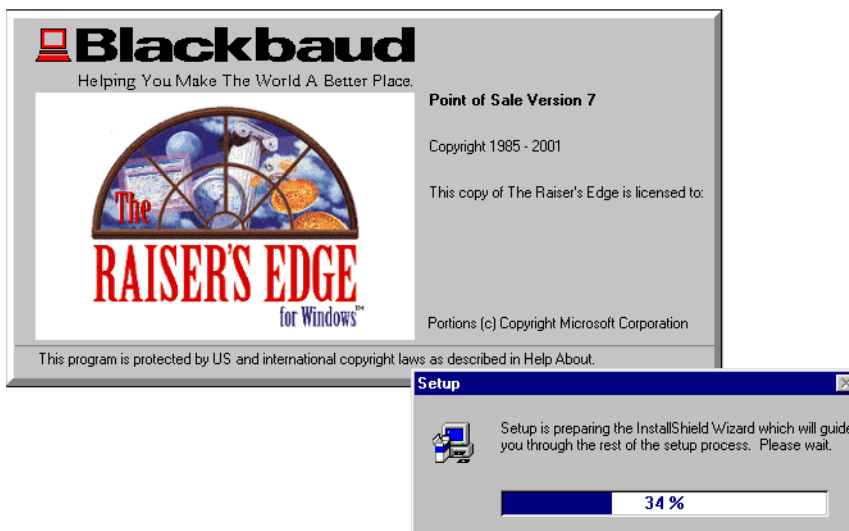 Blackbaud
Helping You Make The World A Better Place.
Point of Sale Version 7
Copyright 1985 - 2001
This copy of The Raiser's Edge is licensed to:
The
RAISER'S EDGE
for Windows™
Portions (c) Copyright Microsoft Corporation
This program is protected by US and international copyright laws as described in Help About.
Setup
Setup is preparing the InstallShield Wizard which will guide
you through the rest of the setup process. Please wait.
34 %